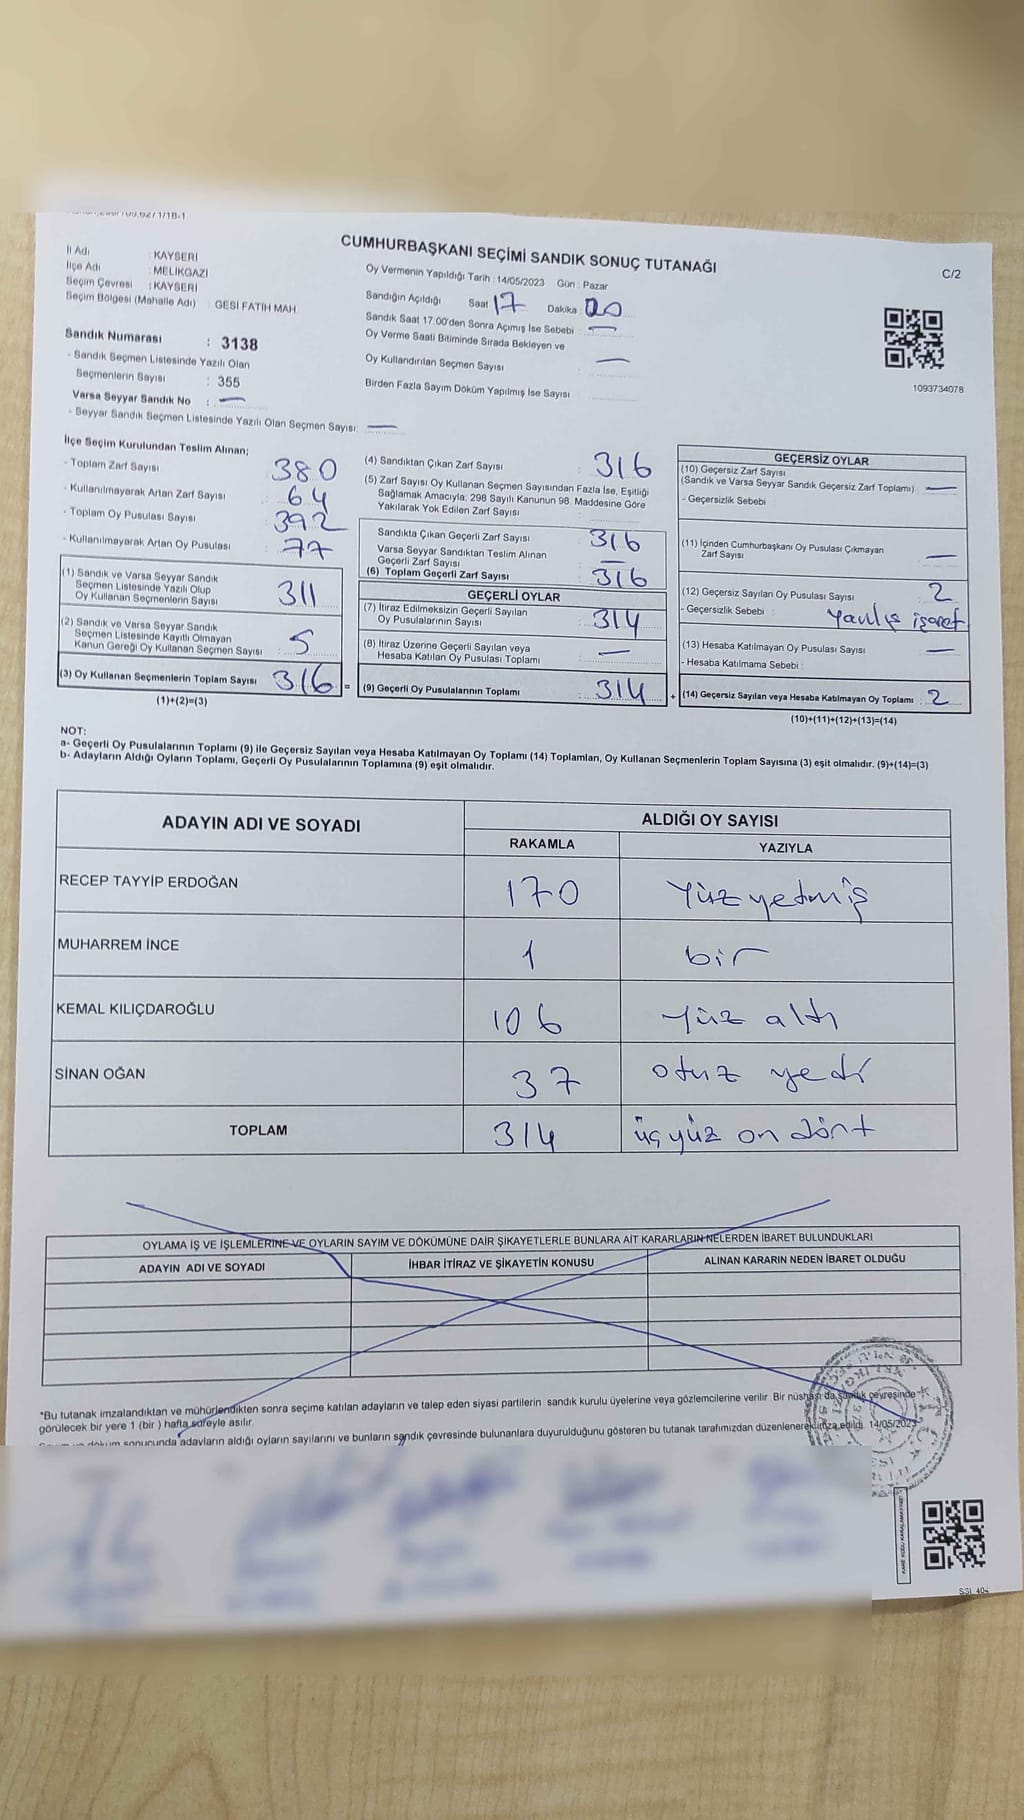 CUMHURBAŞKANI SEÇİMİ SANDIK SONUÇ TUTANAĞI
C/2
İl Adı : KAYSERİ
İlçe Adı : MELİKGAZİ
Seçim Çevresi : KAYSERİ
Seçim Bölgesi (Mahalle Adı) : GESİ FATİH MAH
Oy Vermenin Yapıldığı Tarih : 14/05/2023 Gün : Pazar
Sandığın Açıldığı Saat 17 Dakika 00
Sandık Saat 17:00'den Sonra Açımış İse Sebebi : —
Oy Verme Saati Bitiminde Sırada Bekleyen ve
Oy Kullandırılan Seçmen Sayısı : —
Birden Fazla Sayım Döküm Yapılmış İse Sayısı :
1093734078
Sandık Numarası : 3138
- Sandık Seçmen Listesinde Yazılı Olan
Seçmenlerin Sayısı : 355
Varsa Seyyar Sandık No : —
- Seyyar Sandık Seçmen Listesinde Yazılı Olan Seçmen Sayısı: —
İlçe Seçim Kurulundan Teslim Alınan;
- Toplam Zarf Sayısı : 380
- Kullanılmayarak Artan Zarf Sayısı : 64
- Toplam Oy Pusulası Sayısı : 392
- Kullanılmayarak Artan Oy Pusulası : 77
(1) Sandık ve Varsa Seyyar Sandık
Seçmen Listesinde Yazılı Olup
Oy Kullanan Seçmenlerin Sayısı : 311
(2) Sandık ve Varsa Seyyar Sandık
Seçmen Listesinde Kayıtlı Olmayan
Kanun Gereği Oy Kullanan Seçmen Sayısı : 5
(3) Oy Kullanan Seçmenlerin Toplam Sayısı : 316
(1)+(2)=(3)
(4) Sandıktan Çıkan Zarf Sayısı : 316
(5) Zarf Sayısı Oy Kullanan Seçmen Sayısından Fazla İse, Eşitliği
Sağlamak Amacıyla; 298 Sayılı Kanunun 98. Maddesine Göre
Yakılarak Yok Edilen Zarf Sayısı :
Sandıkta Çıkan Geçerli Zarf Sayısı : 316
Varsa Seyyar Sandıktan Teslim Alınan
Geçerli Zarf Sayısı : —
(6) Toplam Geçerli Zarf Sayısı : 316
GEÇERLİ OYLAR
(7) İtiraz Edilmeksizin Geçerli Sayılan
Oy Pusulalarının Sayısı : 314
(8) İtiraz Üzerine Geçerli Sayılan veya
Hesaba Katılan Oy Pusulası Toplamı : —
= (9) Geçerli Oy Pusulalarının Toplamı : 314
GEÇERSİZ OYLAR
(10) Geçersiz Zarf Sayısı
(Sandık ve Varsa Seyyar Sandık Geçersiz Zarf Toplamı) : —
- Geçersizlik Sebebi
(11) İçinden Cumhurbaşkanı Oy Pusulası Çıkmayan
Zarf Sayısı : —
(12) Geçersiz Sayılan Oy Pusulası Sayısı : 2
- Geçersizlik Sebebi : Yanlış işaret
(13) Hesaba Katılmayan Oy Pusulası Sayısı : —
- Hesaba Katılmama Sebebi :
+ (14) Geçersiz Sayılan veya Hesaba Katılmayan Oy Toplamı : 2
(10)+(11)+(12)+(13)=(14)
NOT:
a- Geçerli Oy Pusulalarının Toplamı (9) ile Geçersiz Sayılan veya Hesaba Katılmayan Oy Toplamı (14) Toplamları, Oy Kullanan Seçmenlerin Toplam Sayısına (3) eşit olmalıdır. (9)+(14)=(3)
b- Adayların Aldığı Oyların Toplamı, Geçerli Oy Pusulalarının Toplamına (9) eşit olmalıdır.
ADAYIN ADI VE SOYADI
ALDIĞI OY SAYISI
RAKAMLA YAZIYLA
RECEP TAYYİP ERDOĞAN 170 Yüz yetmiş
MUHARREM İNCE 1 bir
KEMAL KILIÇDAROĞLU 106 yüz altı
SİNAN OĞAN 37 otuz yedi
TOPLAM 314 üçyüz on dört
OYLAMA İŞ VE İŞLEMLERİNE VE OYLARIN SAYIM VE DÖKÜMÜNE DAİR ŞİKAYETLERLE BUNLARA AİT KARARLARIN NELERDEN İBARET BULUNDUKLARI
ADAYIN ADI VE SOYADI İHBAR İTİRAZ VE ŞİKAYETİN KONUSU ALINAN KARARIN NEDEN İBARET OLDUĞU
*Bu tutanak imzalandıktan ve mühürlendikten sonra seçime katılan adayların ve talep eden siyasi partilerin sandık kurulu üyelerine veya gözlemcilerine verilir. Bir nüshası da sandık çevresinde
görülecek bir yere 1 (bir ) hafta süreyle asılır.
sonucunda adayların aldığı oyların sayılarını ve bunların sandık çevresinde bulunanlara duyurulduğunu gösteren bu tutanak tarafımızdan düzenlenerek imza edildi. 14/05/2023
KARE KODU KARALAMAYINIZ